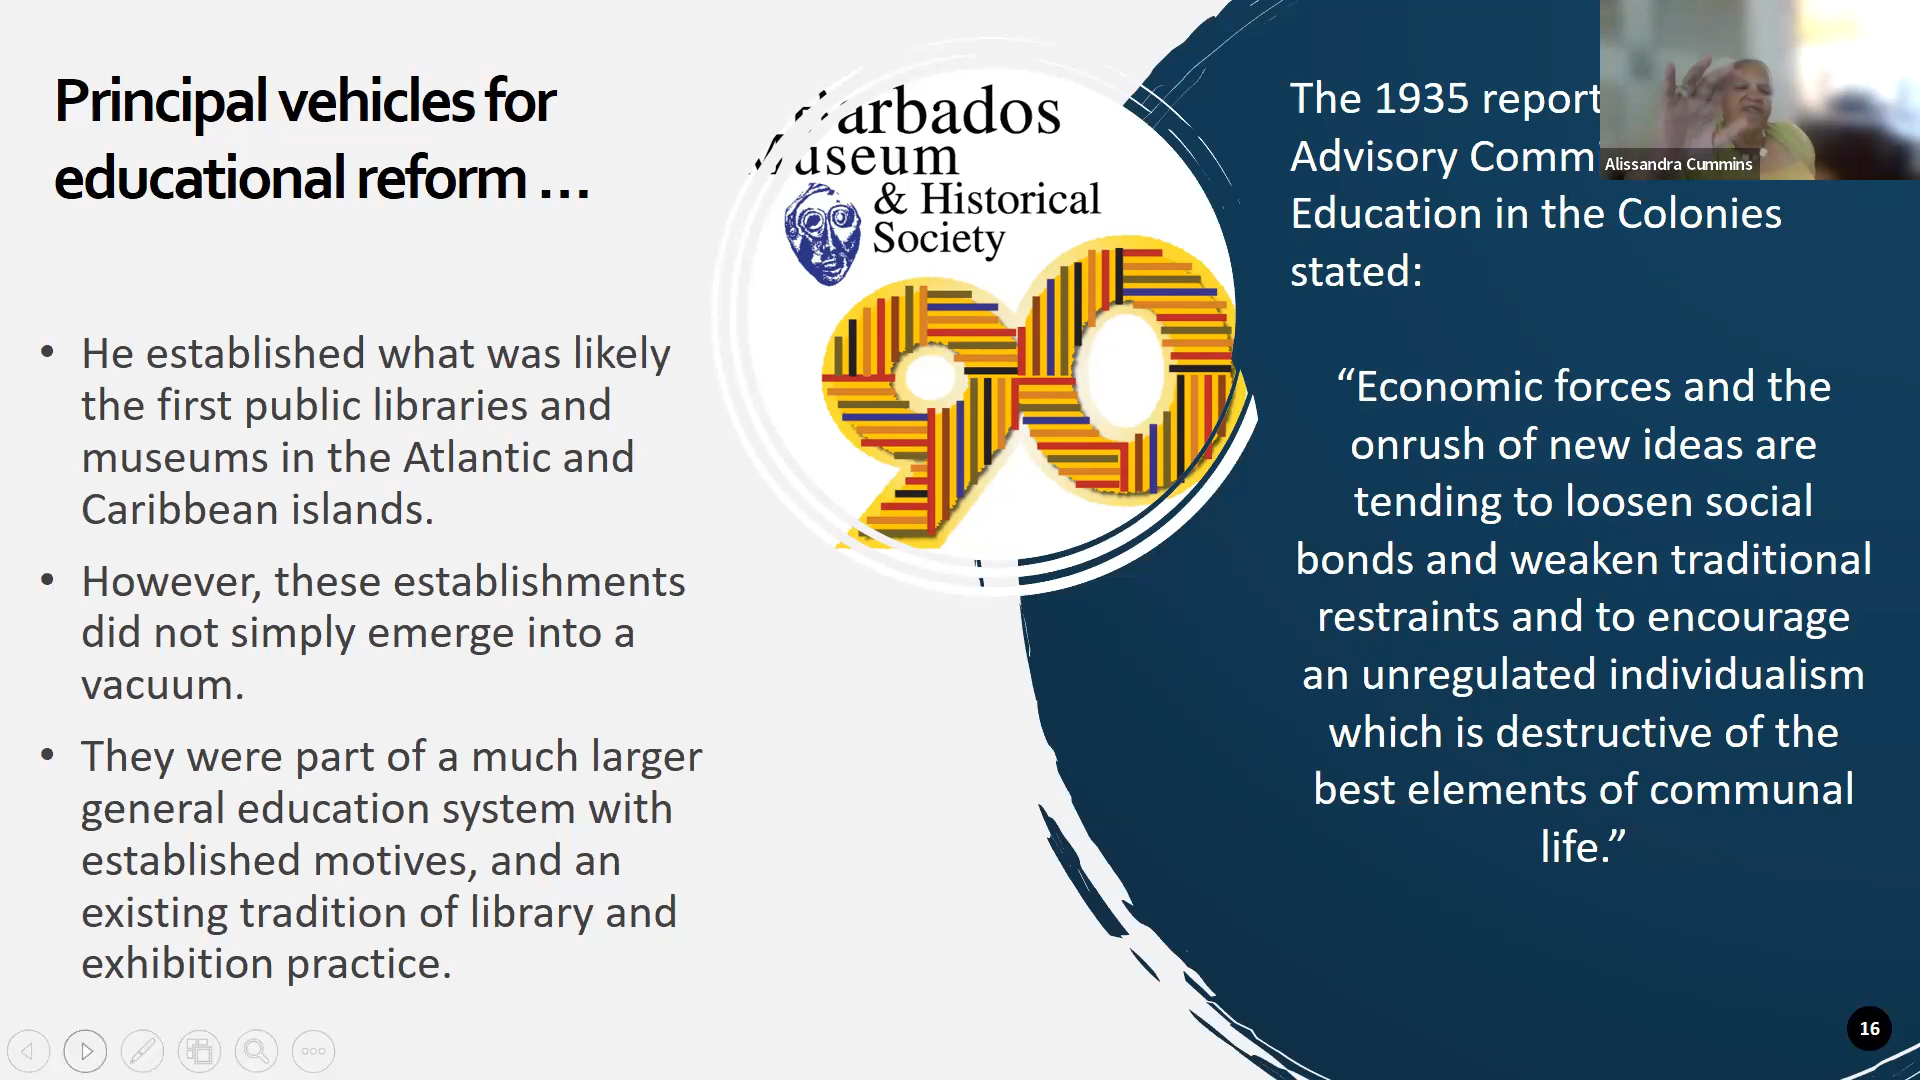 Principal vehicles for
educational reform …
• He established what was likely
the first public libraries and
museums in the Atlantic and
Caribbean islands.
• However, these establishments
did not simply emerge into a
vacuum.
• They were part of a much larger
general education system with
established motives, and an
existing tradition of library and
exhibition practice.
arbados
useum
& Historical
Society
90
The 1935 report
Advisory Comm
Education in the Colonies
stated:
“Economic forces and the
onrush of new ideas are
tending to loosen social
bonds and weaken traditional
restraints and to encourage
an unregulated individualism
which is destructive of the
best elements of communal
life.”
Alissandra Cummins
16